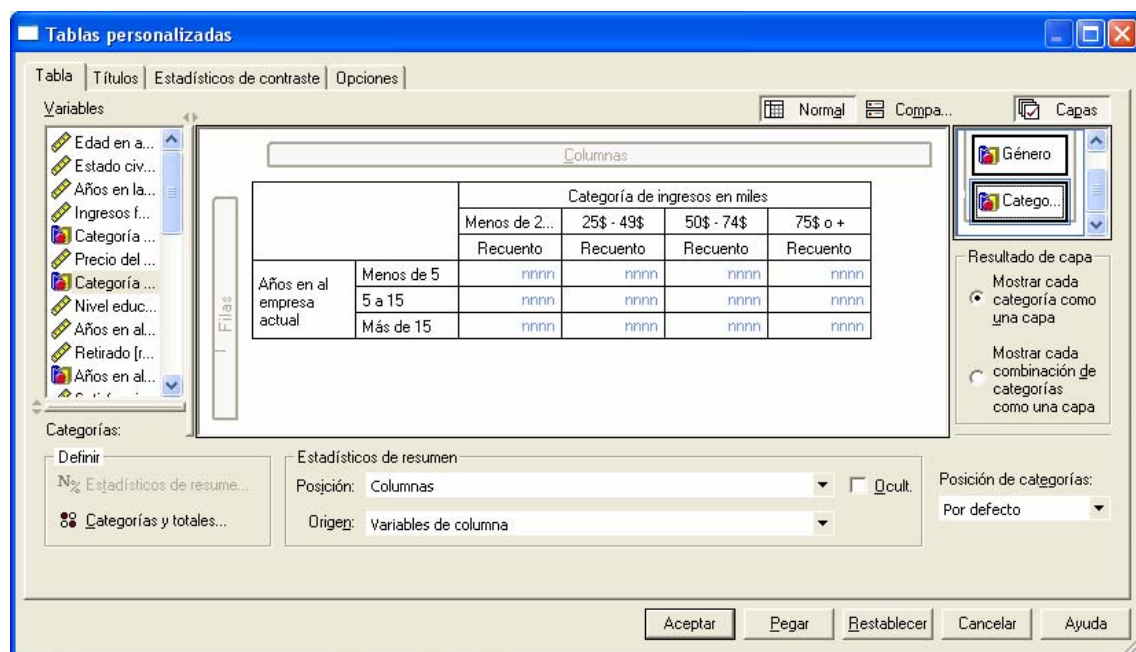 Tablas personalizadas
Tabla
Títulos
Estadísticos de contraste
Opciones
Variables
Normal
Compa...
Capas
Edad en a...
Estado civ...
Años en la...
Ingresos f...
Categoría ...
Precio del ...
Categoría ...
Nivel educ...
Años en al...
Retirado [r...
Años en al...
Columnas
Filas
Categoría de ingresos en miles
Menos de 2... 25$ - 49$ 50$ - 74$ 75$ o +
Recuento Recuento Recuento Recuento
Años en al
empresa
actual
Menos de 5 nnnn nnnn nnnn nnnn
5 a 15 nnnn nnnn nnnn nnnn
Más de 15 nnnn nnnn nnnn nnnn
Género
Catego...
Resultado de capa
Mostrar cada
categoría como
una capa
Mostrar cada
combinación de
categorías
como una capa
Categorías:
Definir
N% Estadísticos de resume...
Categorías y totales...
Estadísticos de resumen
Posición: Columnas
Ocult.
Origen: Variables de columna
Posición de categorías:
Por defecto
Aceptar
Pegar
Restablecer
Cancelar
Ayuda